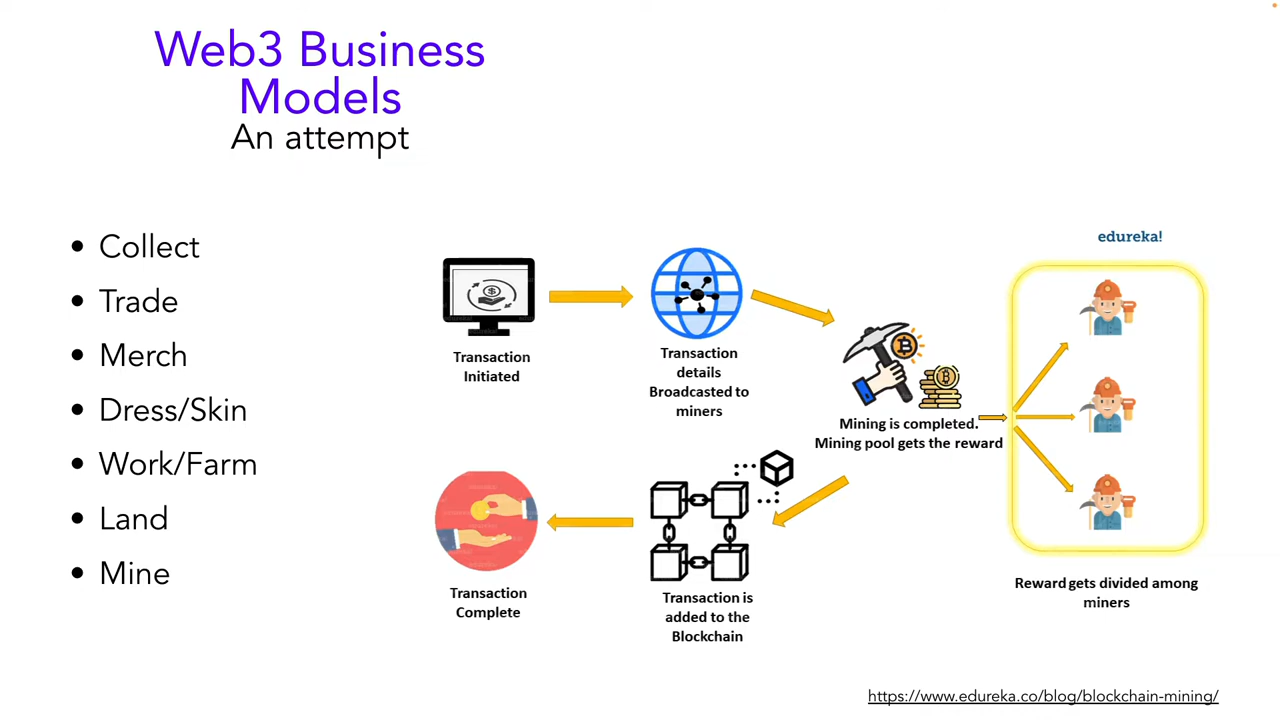 Web3 Business
Models
An attempt
• Collect
• Trade
• Merch
• Dress/Skin
• Work/Farm
• Land
• Mine
Transaction
Initiated
Transaction
details
Broadcasted to
miners
Mining is completed.
Mining pool gets the reward
edureka!
Reward gets divided among
miners
Transaction is
added to the
Blockchain
Transaction
Complete
https://www.edureka.co/blog/blockchain-mining/